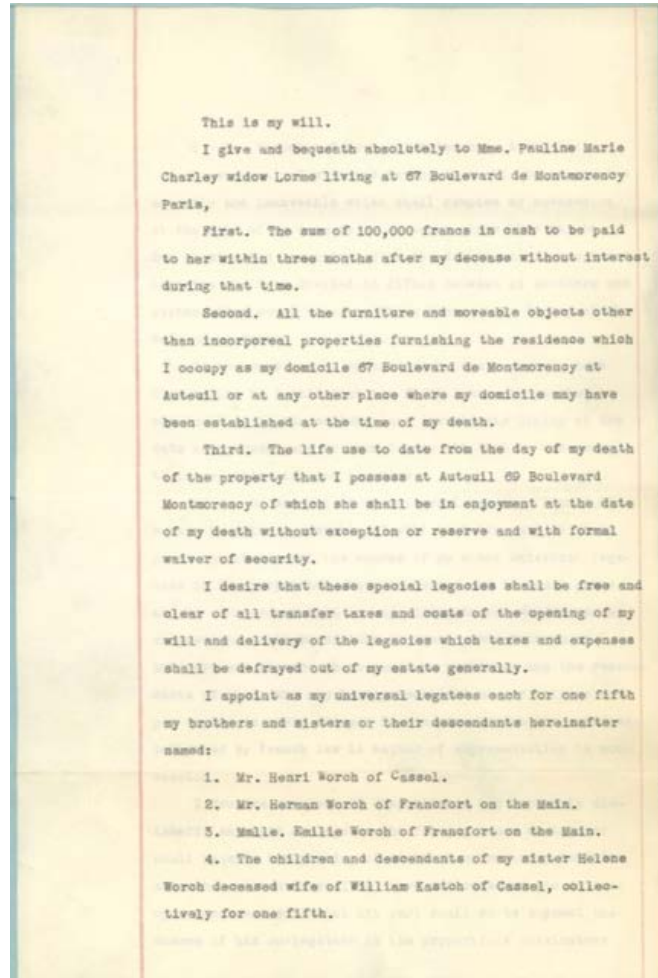 This is my will.
I give and bequeath absolutely to Mme. Pauline Marie
Charley widow Lorme living at 67 Boulevard de Montmorency
Paris,
First. The sum of 100,000 francs in cash to be paid
to her within three months after my decease without interest
during that time.
Second. All the furniture and moveable objects other
than incorporeal properties furnishing the residence which
I occupy as my domicile 67 Boulevard de Montmorency at
Auteuil or at any other place where my domicile may have
been established at the time of my death.
Third. The life use to date from the day of my death
of the property that I possess at Auteuil 69 Boulevard
Montmorency of which she shall be in enjoyment at the date
of my death without exception or reserve and with formal
waiver of security.
I desire that these special legacies shall be free and
clear of all transfer taxes and costs of the opening of my
will and delivery of the legacies which taxes and expenses
shall be defrayed out of my estate generally.
I appoint as my universal legatees each for one fifth
my brothers and sisters or their descendants hereinafter
named:
1. Mr. Henri Worch of Cassel.
2. Mr. Herman Worch of Francfort on the Main.
3. Malle. Emilie Worch of Francfort on the Main.
4. The children and descendants of my sister Helene
Worch deceased wife of William Kastch of Cassel, collec-
tively for one fifth.